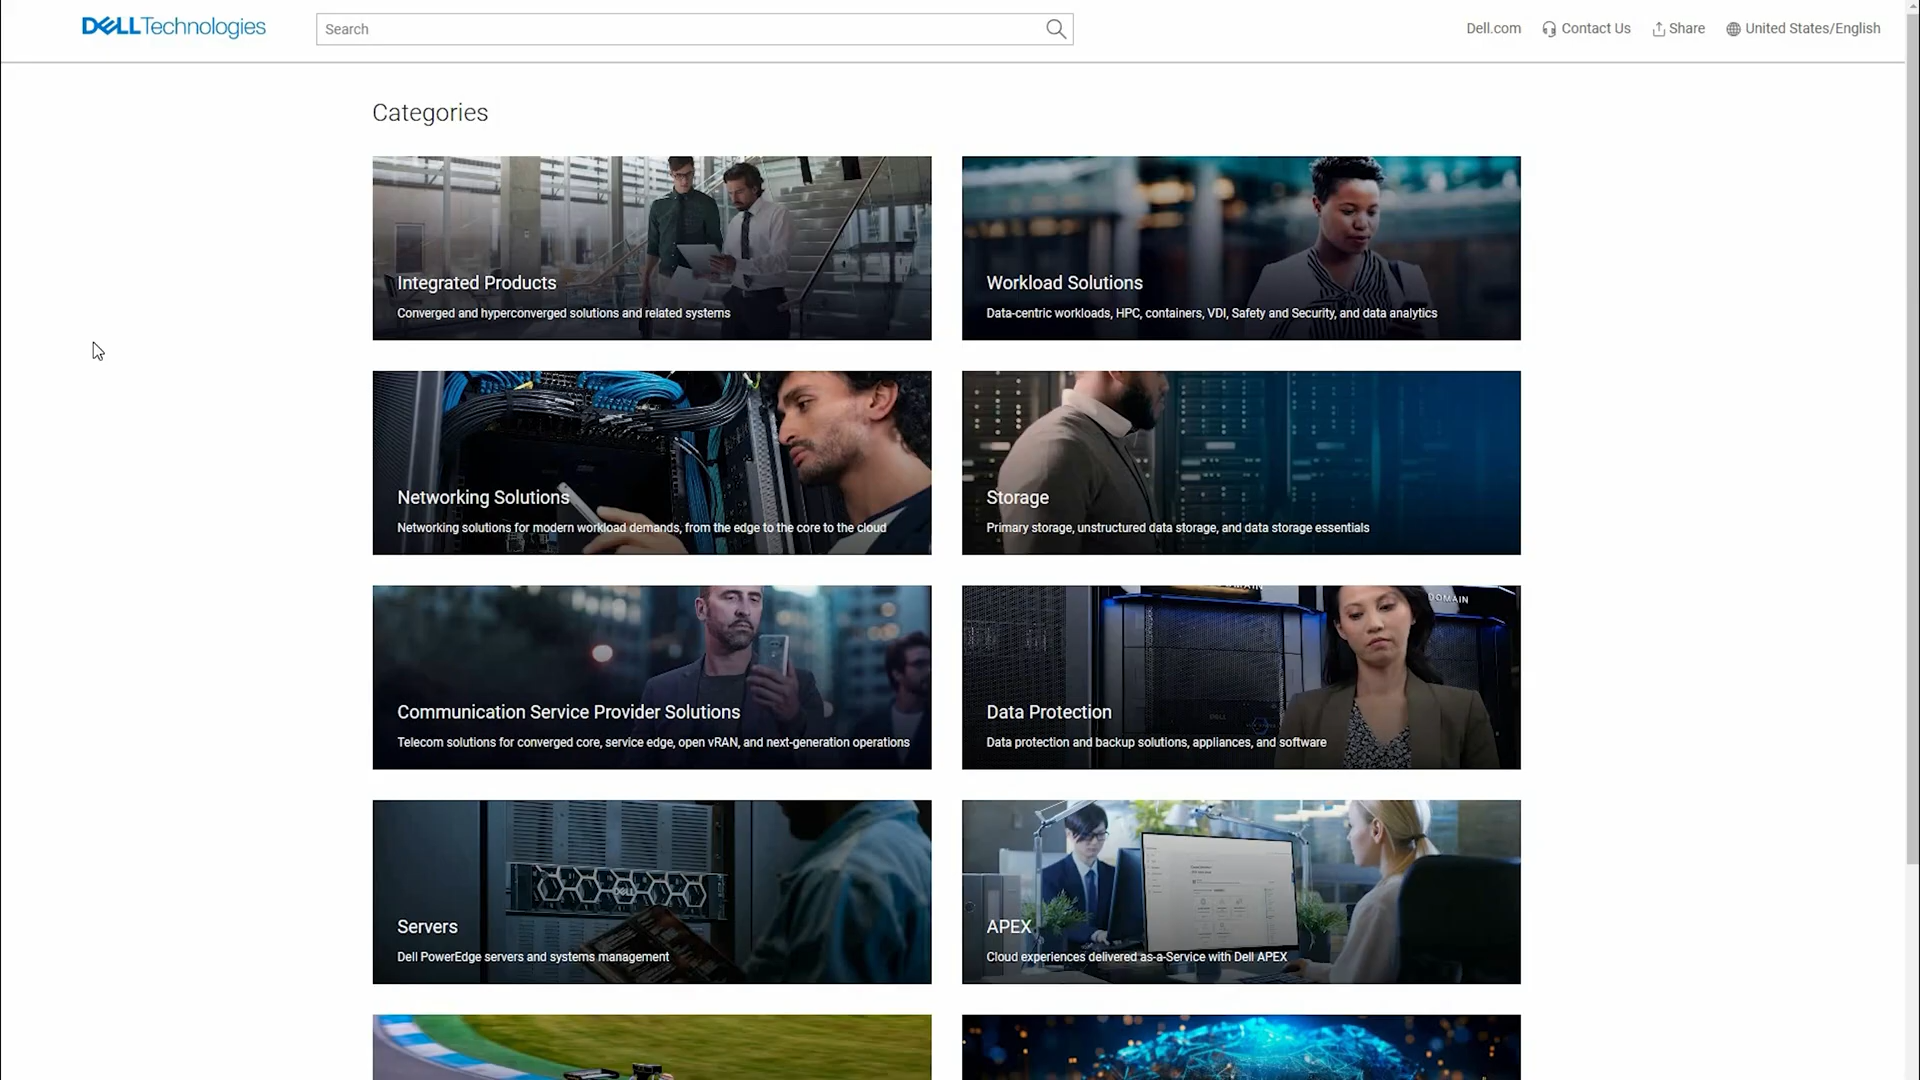 DELL Technologies
Search
Dell.com
Contact Us
Share
United States/English
Categories
Integrated Products
Converged and hyperconverged solutions and related systems
Workload Solutions
Data-centric workloads, HPC, containers, VDI, Safety and Security, and data analytics
Networking Solutions
Networking solutions for modern workload demands, from the edge to the core to the cloud
Storage
Primary storage, unstructured data storage, and data storage essentials
Communication Service Provider Solutions
Telecom solutions for converged core, service edge, open vRAN, and next-generation operations
DOMAIN
Data Protection
Data protection and backup solutions, appliances, and software
DELL
Servers
Dell PowerEdge servers and systems management
APEX
Cloud experiences delivered as-a-Service with Dell APEX